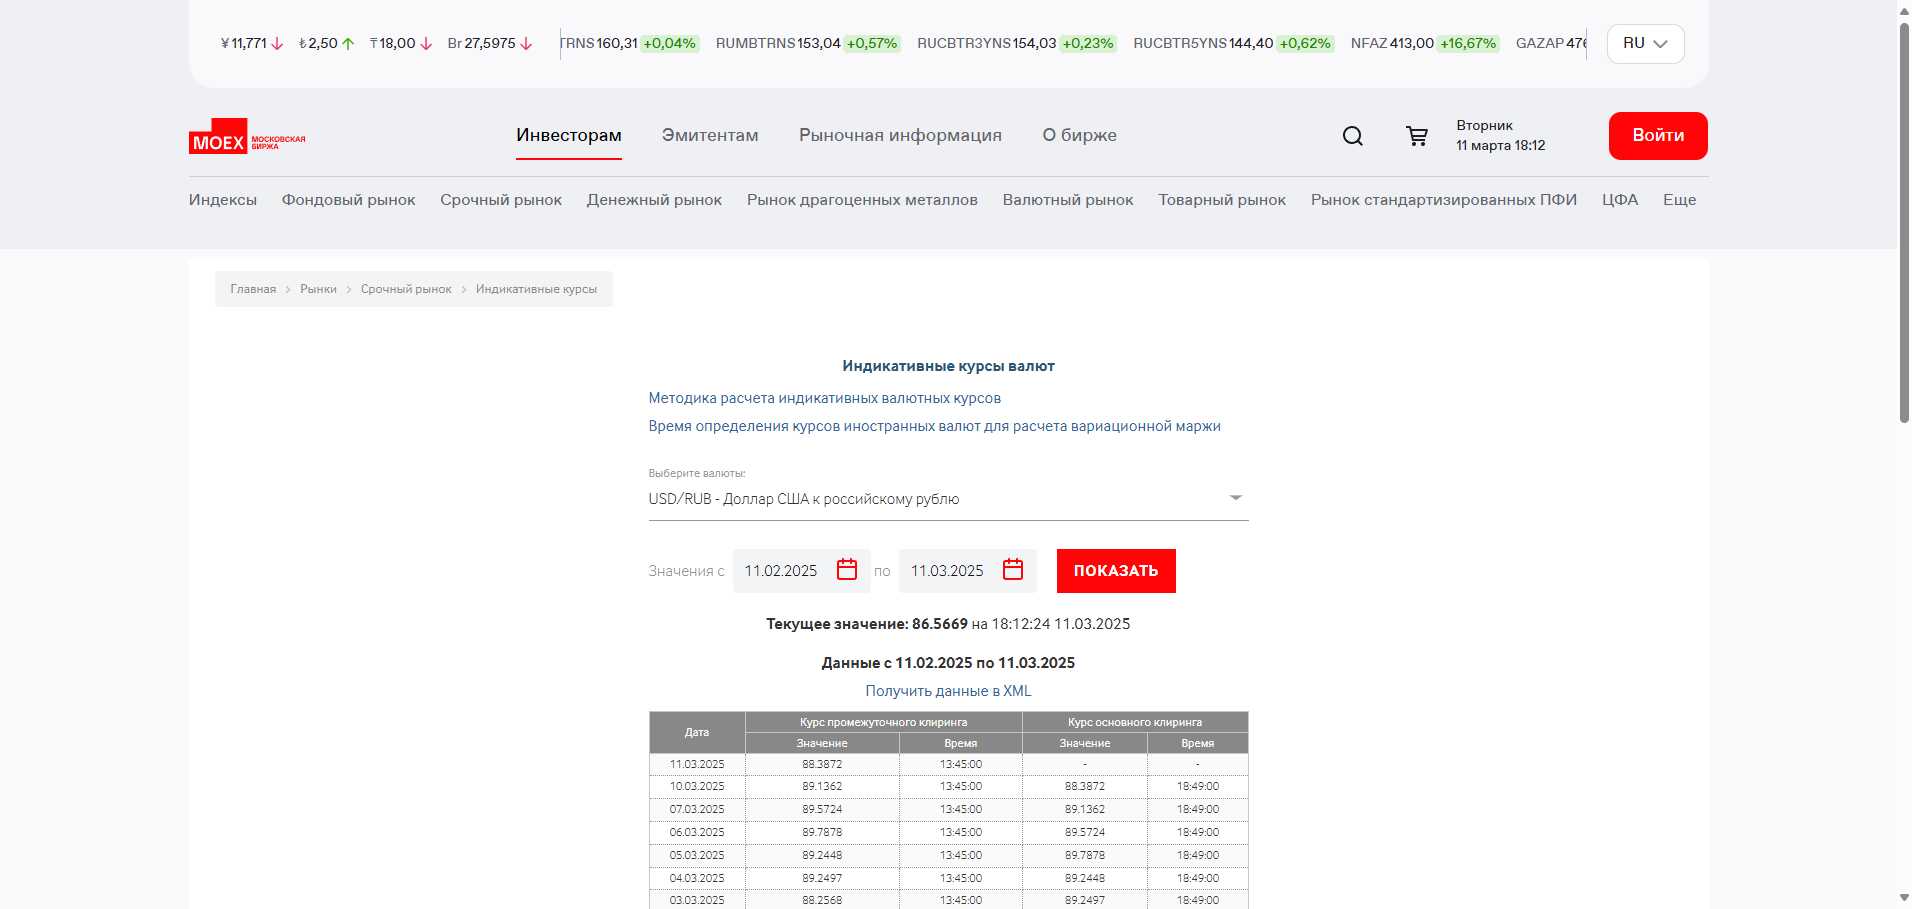 ¥ 11,771 ₺ 2,50 ₸ 18,00 Br 27,5975 TRNS 160,31 +0,04% RUMBTRNS 153,04 +0,57% RUCBTR3YNS 154,03 +0,23% RUCBTR5YNS 144,40 +0,62% NFAZ 413,00 +16,67% GAZAP 476 RU
MOEX МОСКОВСКАЯ БИРЖА
Инвесторам Эмитентам Рыночная информация О бирже
Вторник
11 марта 18:12
Войти
Индексы Фондовый рынок Срочный рынок Денежный рынок Рынок драгоценных металлов Валютный рынок Товарный рынок Рынок стандартизированных ПФИ ЦФА Еще
Главная Рынки Срочный рынок Индикативные курсы
Индикативные курсы валют
Методика расчета индикативных валютных курсов
Время определения курсов иностранных валют для расчета вариационной маржи
Выберите валюты:
USD/RUB - Доллар США к российскому рублю
Значения с 11.02.2025 по 11.03.2025 ПОКАЗАТЬ
Текущее значение: 86.5669 на 18:12:24 11.03.2025
Данные с 11.02.2025 по 11.03.2025
Получить данные в XML
Дата Курс промежуточного клиринга Курс основного клиринга
Значение Время Значение Время
11.03.2025 88.3872 13:45:00 - -
10.03.2025 89.1362 13:45:00 88.3872 18:49:00
07.03.2025 89.5724 13:45:00 89.1362 18:49:00
06.03.2025 89.7878 13:45:00 89.5724 18:49:00
05.03.2025 89.2448 13:45:00 89.7878 18:49:00
04.03.2025 89.2497 13:45:00 89.2448 18:49:00
03.03.2025 88.2568 13:45:00 89.2497 18:49:00